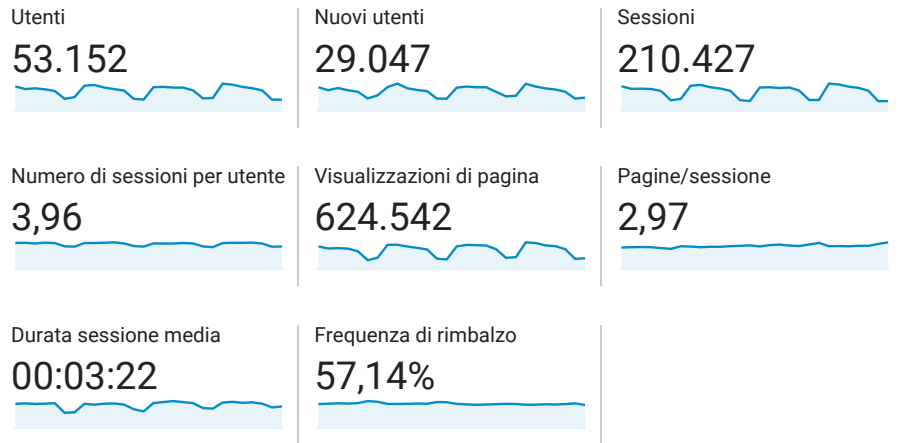 Utenti
53.152
Nuovi utenti
29.047
Sessioni
210.427
Numero di sessioni per utente
3,96
Visualizzazioni di pagina
624.542
Pagine/sessione
2,97
Durata sessione media
00:03:22
Frequenza di rimbalzo
57,14%